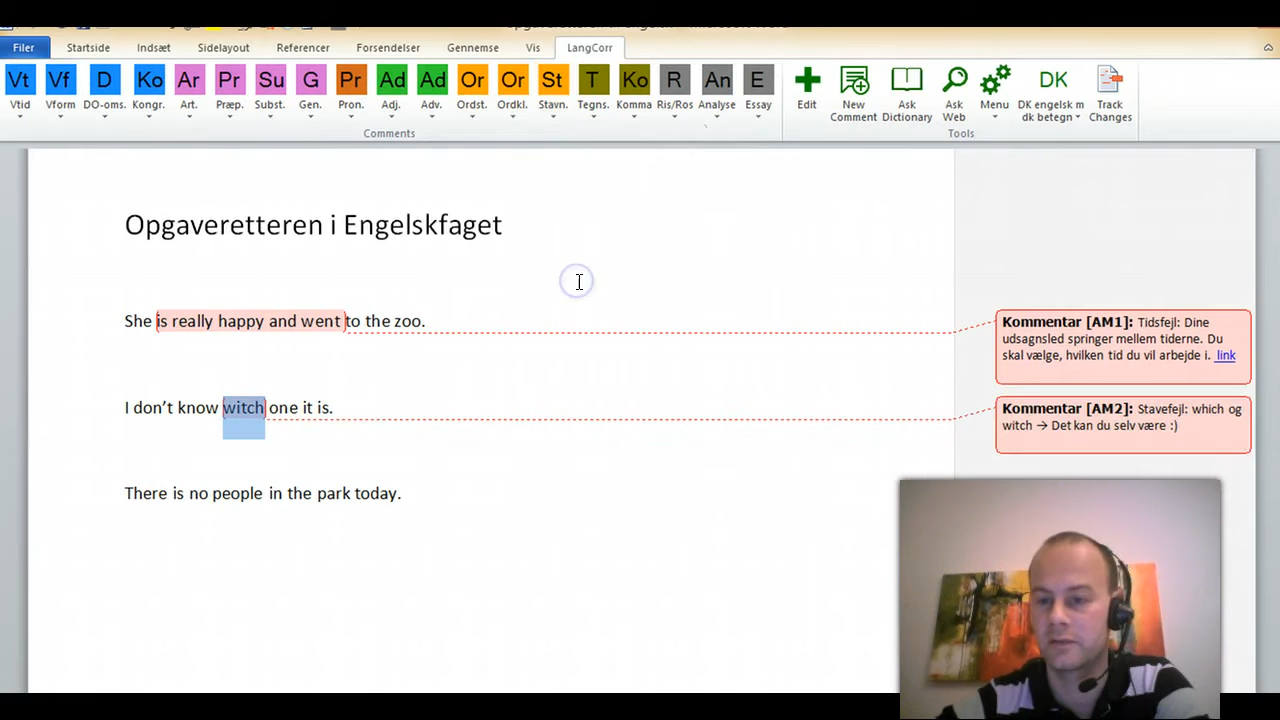 Filer Startside Indsæt Sidelayout Referencer Forsendelser Gennemse Vis LangCorr
Vt Vf D Ko Ar Pr Su G Pr Ad Ad Or Or St T Ko R An E DK
Vtid Vform DO-oms. Kongr. Art. Præp. Subst. Gen. Pron. Adj. Adv. Ordst. Ordkl. Stavn. Tegns. Komma Ris/Ros Analyse Essay Edit New Ask Ask Menu DK engelsk m Track
Comment Dictionary Web dk betegn Changes
Comments Tools
Opgaveretteren i Engelskfaget
She is really happy and went to the zoo.
Kommentar [AM1]: Tidsfejl: Dine
udsagnsled springer mellem tiderne. Du
skal vælge, hvilken tid du vil arbejde i. link
I don’t know witch one it is.
Kommentar [AM2]: Stavefejl: which og
witch → Det kan du selv være :)
There is no people in the park today.